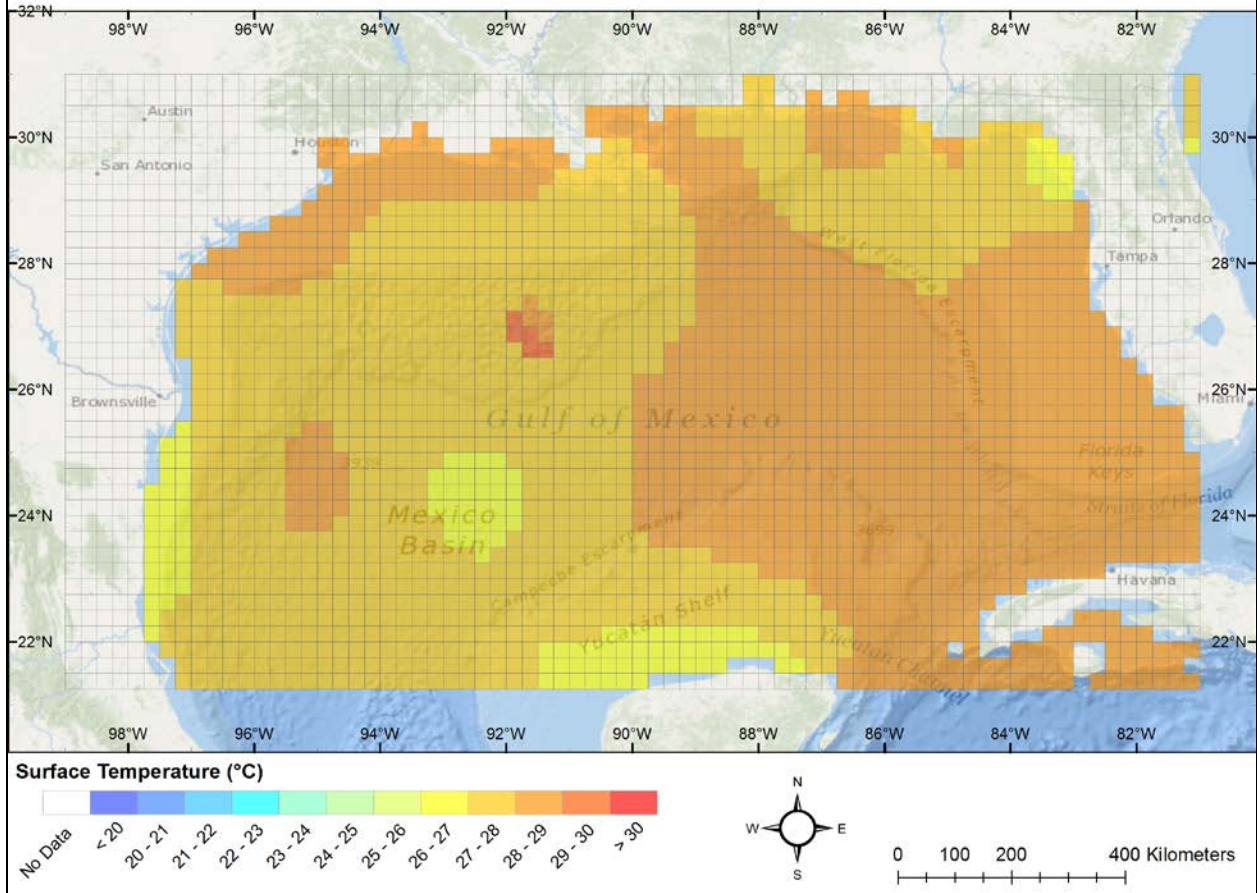 32°N
98°W 96°W 94°W 92°W 90°W 88°W 86°W 84°W 82°W
32°N
Austin
30°N
Houston
30°N
San Antonio
Orlando
West Florida Escarpment
28°N
Tampa
28°N
26°N
Brownsville
26°N
Miami
Gulf of Mexico
3939
Florida
Keys
24°N
Mexico
Basin
Straits of Florida
24°N
Campeche Escarpment
3699
Havana
22°N
Yucatán Shelf
Yucatan Channel
22°N
98°W 96°W 94°W 92°W 90°W 88°W 86°W 84°W 82°W
Surface Temperature (°C)
No Data < 20 20 - 21 21 - 22 22 - 23 23 - 24 24 - 25 25 - 26 26 - 27 27 - 28 28 - 29 29 - 30 > 30
N
W E
S
0 100 200 400 Kilometers